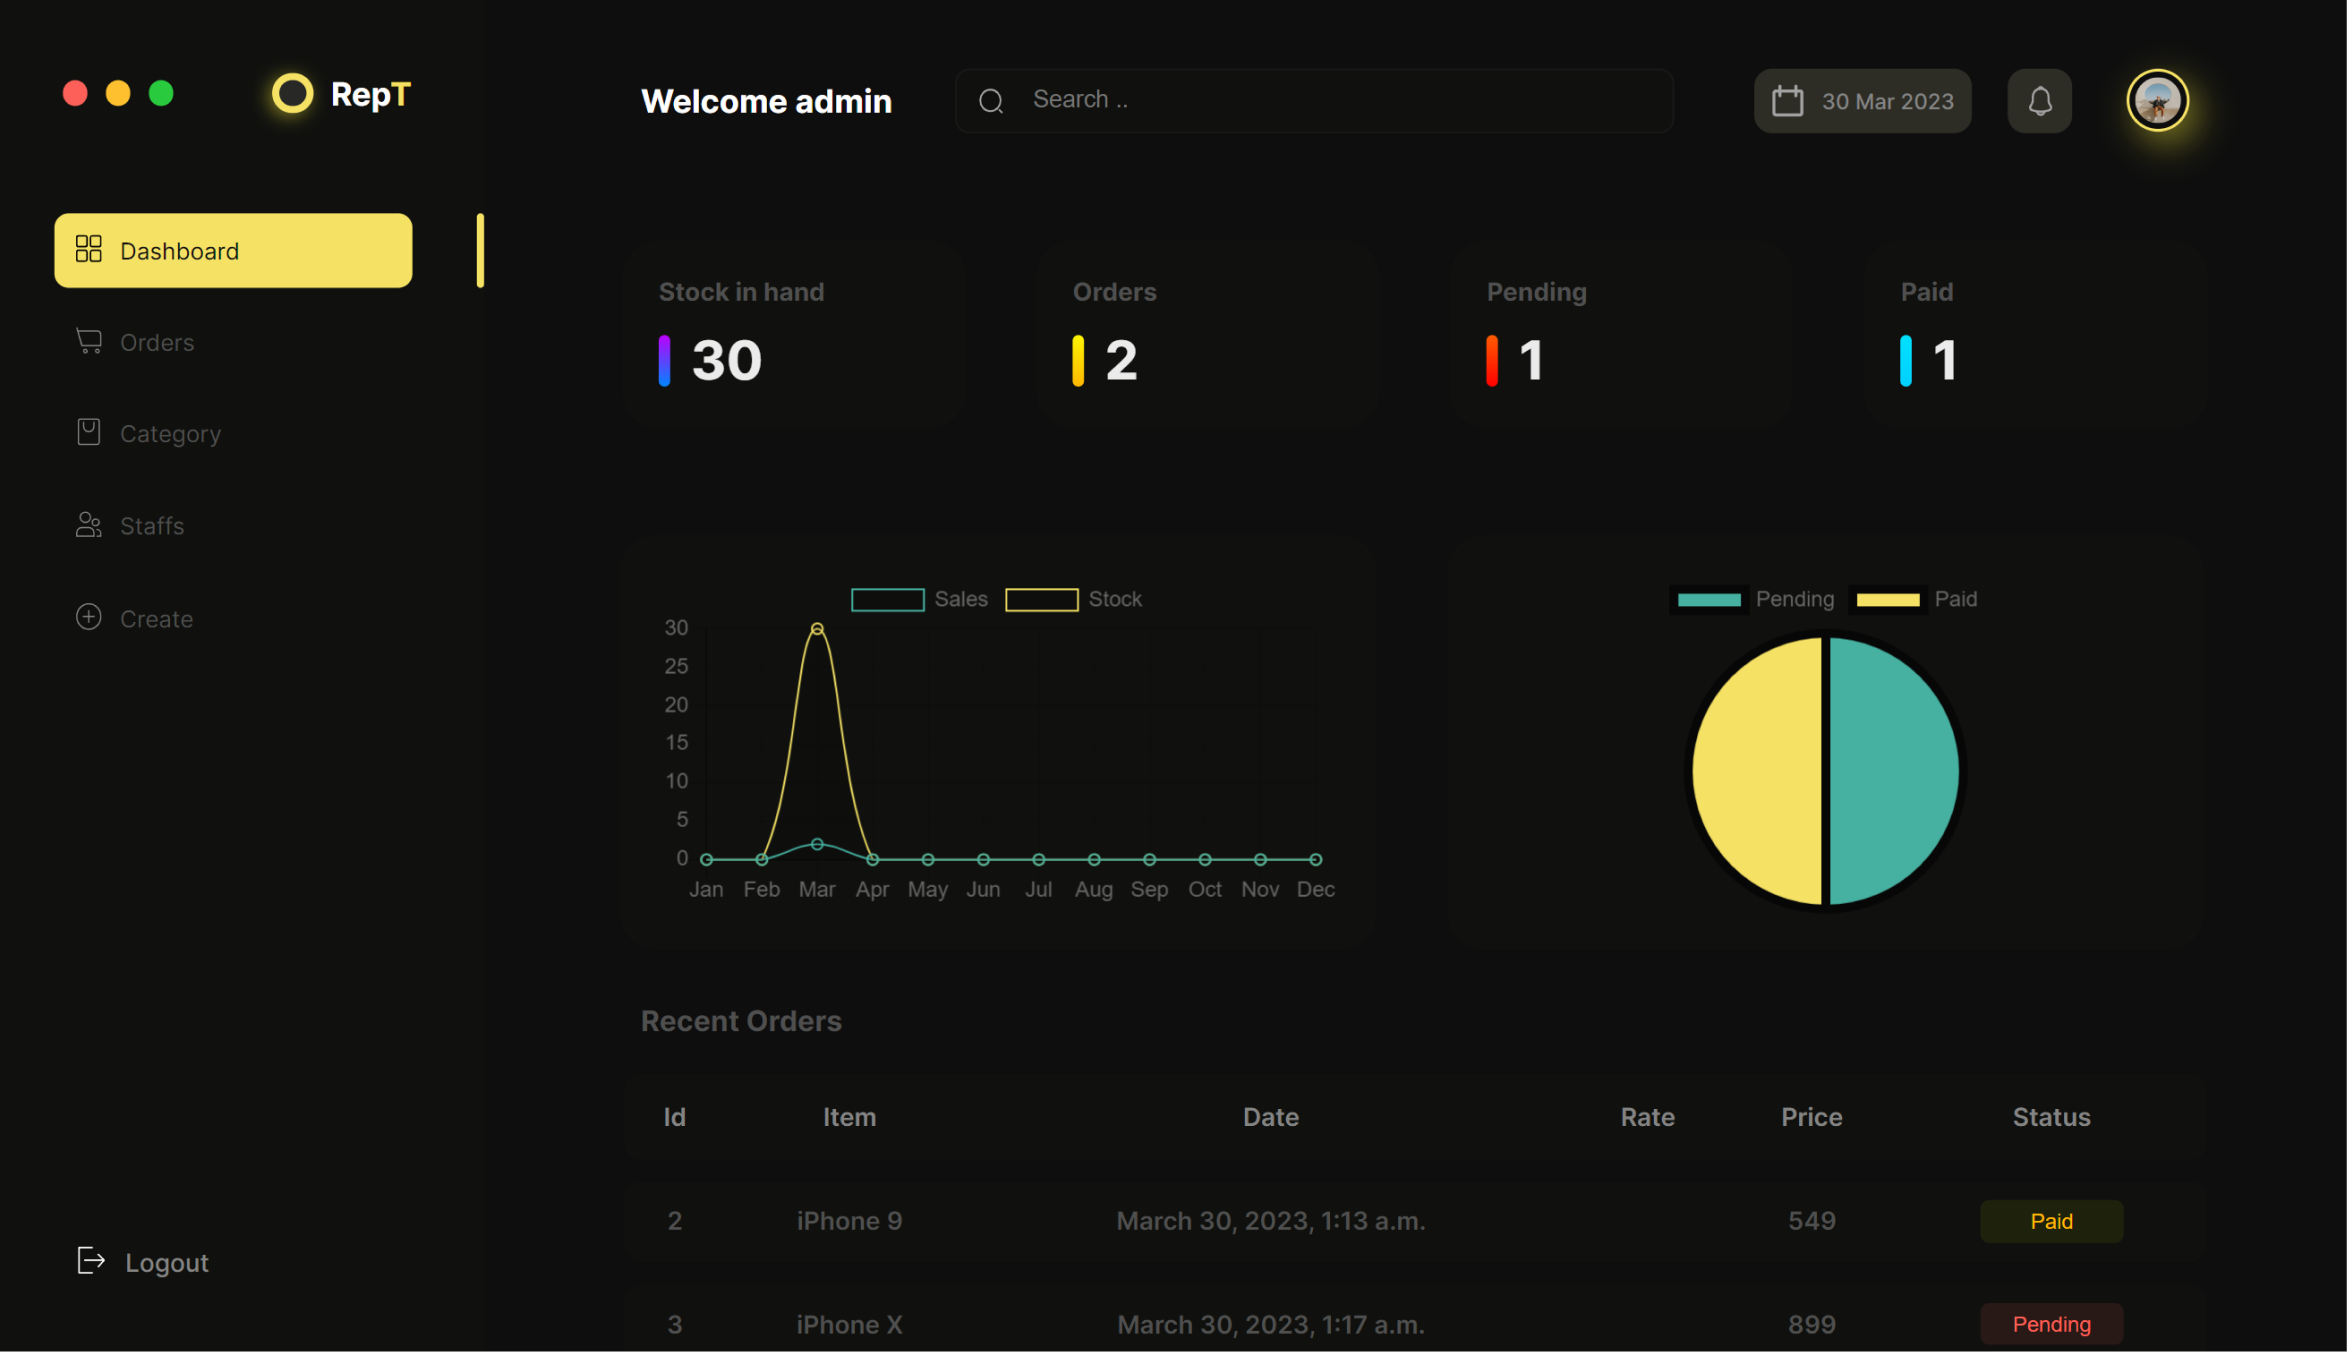 RepT
Welcome admin
Search ..
30 Mar 2023
Dashboard
Orders
Category
Staffs
Create
Logout
Stock in hand
30
Orders
2
Pending
1
Paid
1
Sales Stock
30
25
20
15
10
5
0
Jan Feb Mar Apr May Jun Jul Aug Sep Oct Nov Dec
Pending Paid
Recent Orders
Id Item Date Rate Price Status
2 iPhone 9 March 30, 2023, 1:13 a.m. 549 Paid
3 iPhone X March 30, 2023, 1:17 a.m. 899 Pending